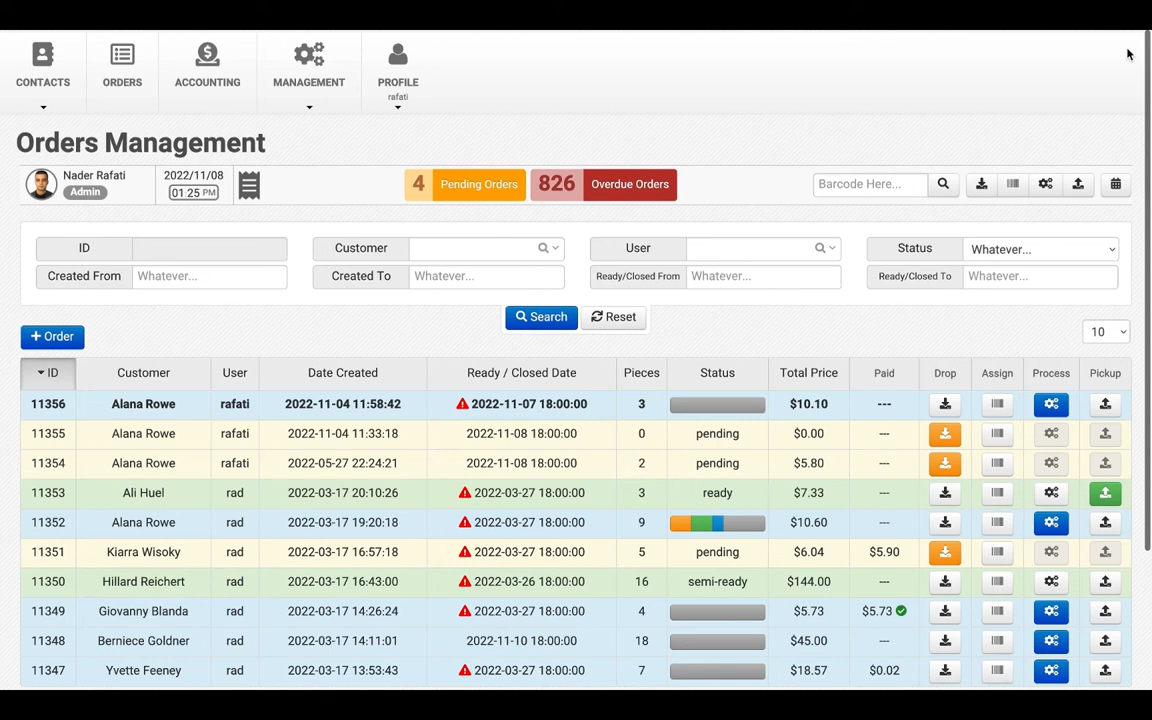 CONTACTS ORDERS ACCOUNTING MANAGEMENT PROFILE
rafati
Orders Management
Nader Rafati
Admin
2022/11/08
01:25 PM
4 Pending Orders
826 Overdue Orders
Barcode Here...
ID Customer User Status Whatever...
Created From Whatever... Created To Whatever... Ready/Closed From Whatever... Ready/Closed To Whatever...
Search Reset
+ Order
10
ID Customer User Date Created Ready / Closed Date Pieces Status Total Price Paid Drop Assign Process Pickup
11356 Alana Rowe rafati 2022-11-04 11:58:42 2022-11-07 18:00:00 3 $10.10 ---
11355 Alana Rowe rafati 2022-11-04 11:33:18 2022-11-08 18:00:00 0 pending $0.00 ---
11354 Alana Rowe rafati 2022-05-27 22:24:21 2022-11-08 18:00:00 2 pending $5.80 ---
11353 Ali Huel rad 2022-03-17 20:10:26 2022-03-27 18:00:00 3 ready $7.33 ---
11352 Alana Rowe rad 2022-03-17 19:20:18 2022-03-27 18:00:00 9 $10.60 ---
11351 Kiarra Wisoky rad 2022-03-17 16:57:18 2022-03-27 18:00:00 5 pending $6.04 $5.90
11350 Hillard Reichert rad 2022-03-17 16:43:00 2022-03-26 18:00:00 16 semi-ready $144.00 ---
11349 Giovanny Blanda rad 2022-03-17 14:26:24 2022-03-27 18:00:00 4 $5.73 $5.73
11348 Berniece Goldner rad 2022-03-17 14:11:01 2022-11-10 18:00:00 18 $45.00 ---
11347 Yvette Feeney rad 2022-03-17 13:53:43 2022-03-27 18:00:00 7 $18.57 $0.02